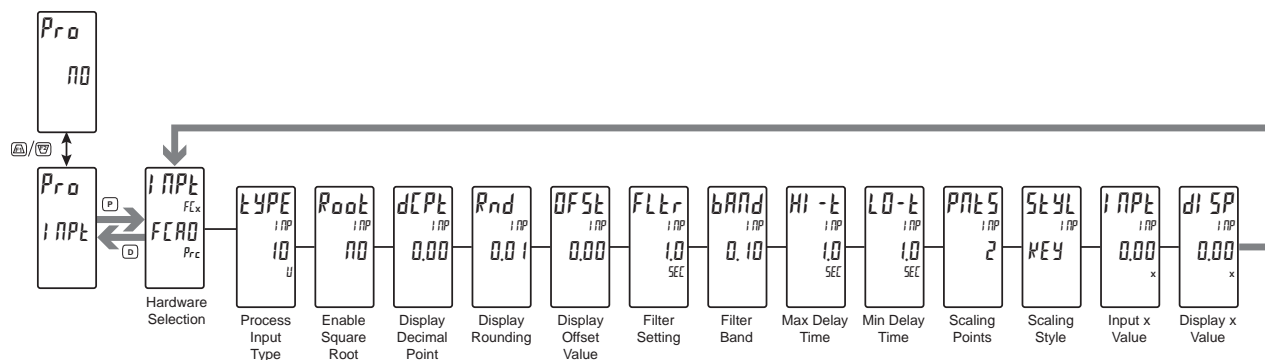 Pro
NO
Pro
INPt
P
D
INPt
FCx
FCA0
Prc
Hardware
Selection
tYPE
INP
10
U
Process
Input
Type
Root
INP
NO
Enable
Square
Root
dCPt
INP
0.00
Display
Decimal
Point
Rnd
INP
0.01
Display
Rounding
OFSt
INP
0.00
Display
Offset
Value
FLtr
INP
1.0
SEC
Filter
Setting
bANd
INP
0.10
Filter
Band
HI-t
INP
1.0
SEC
Max Delay
Time
LO-t
INP
1.0
SEC
Min Delay
Time
PNtS
INP
2
Scaling
Points
StYL
INP
KEY
Scaling
Style
INPt
INP
0.00
x
Input x
Value
dISP
INP
0.00
x
Display x
Value